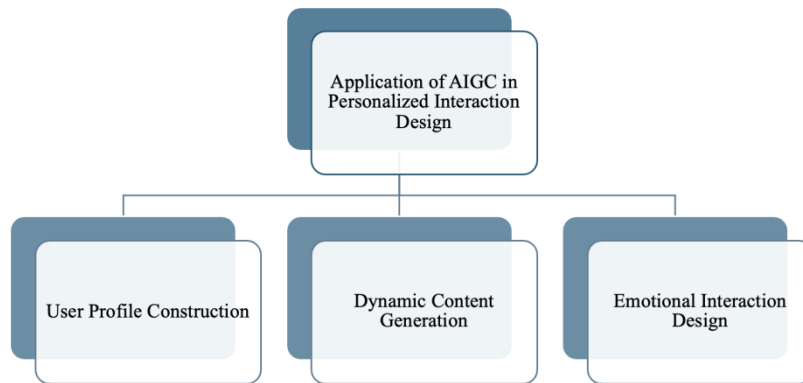 Application of AIGC in
Personalized Interaction
Design
User Profile Construction
Dynamic Content
Generation
Emotional Interaction
Design